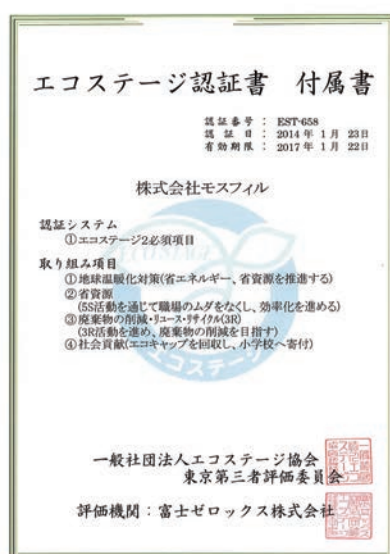 エコステージ認証書 付属書
認証番号 : EST-658
認証日 : 2014年 1月 23日
有効期限 : 2017年 1月 22日
株式会社モスフィル
認証システム
①エコステージ2必須項目
取り組み項目
①地球温暖化対策(省エネルギー、省資源を推進する)
②省資源
(5S活動を通じて職場のムダをなくし、効率化を進める)
③廃棄物の削減・リユース・リサイクル(3R)
(3R活動を進め、廃棄物の削減を目指す)
④社会貢献(エコキャップを回収し、小学校へ寄付)
ECOSTAGE
エコステージ
一般社団法人エコステージ協会
東京第三者評価委員会
評価機関:富士ゼロックス株式会社